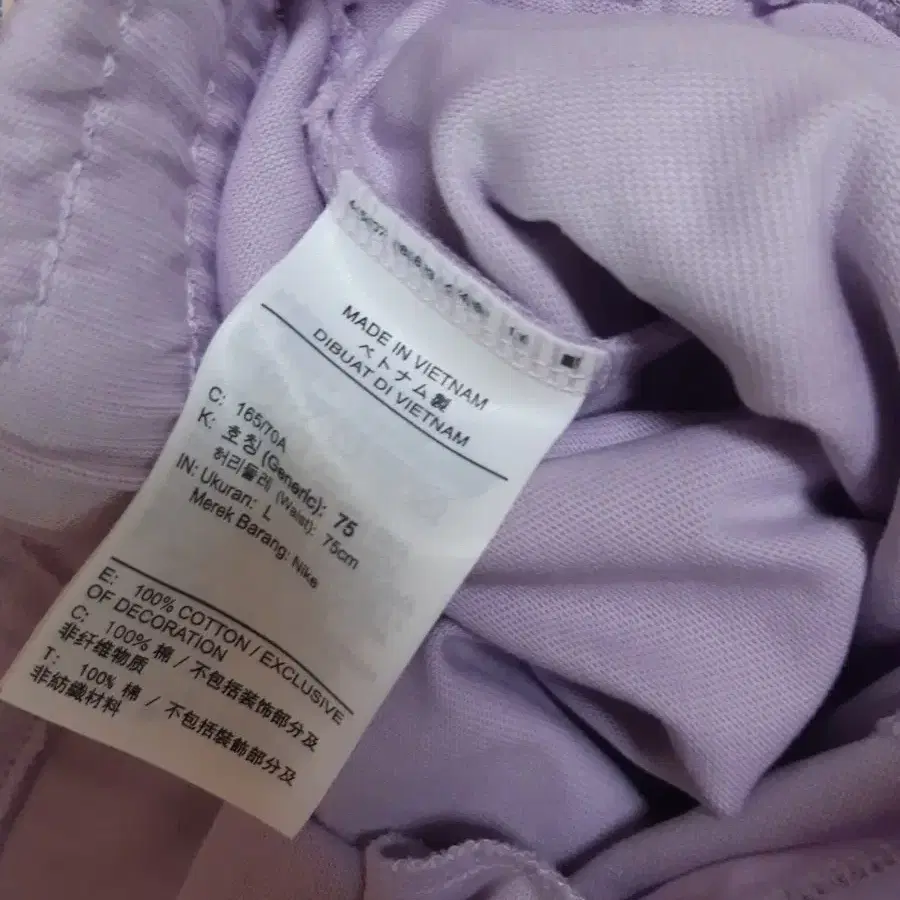 MADE IN VIETNAM
ベトナム製
DIBUAT DI VIETNAM
C: 165/70A
K: 호칭 (Generic): 75
허리둘레 (Waist): 75cm
IN: Ukuran: L
Merek Barang: Nike
E: 100% COTTON / EXCLUSIVE
OF DECORATION
C: 100% 棉 / 不包括装饰部分及
非纤维物质
T: 100% 棉 / 不包括裝飾部分及
非紡織材料